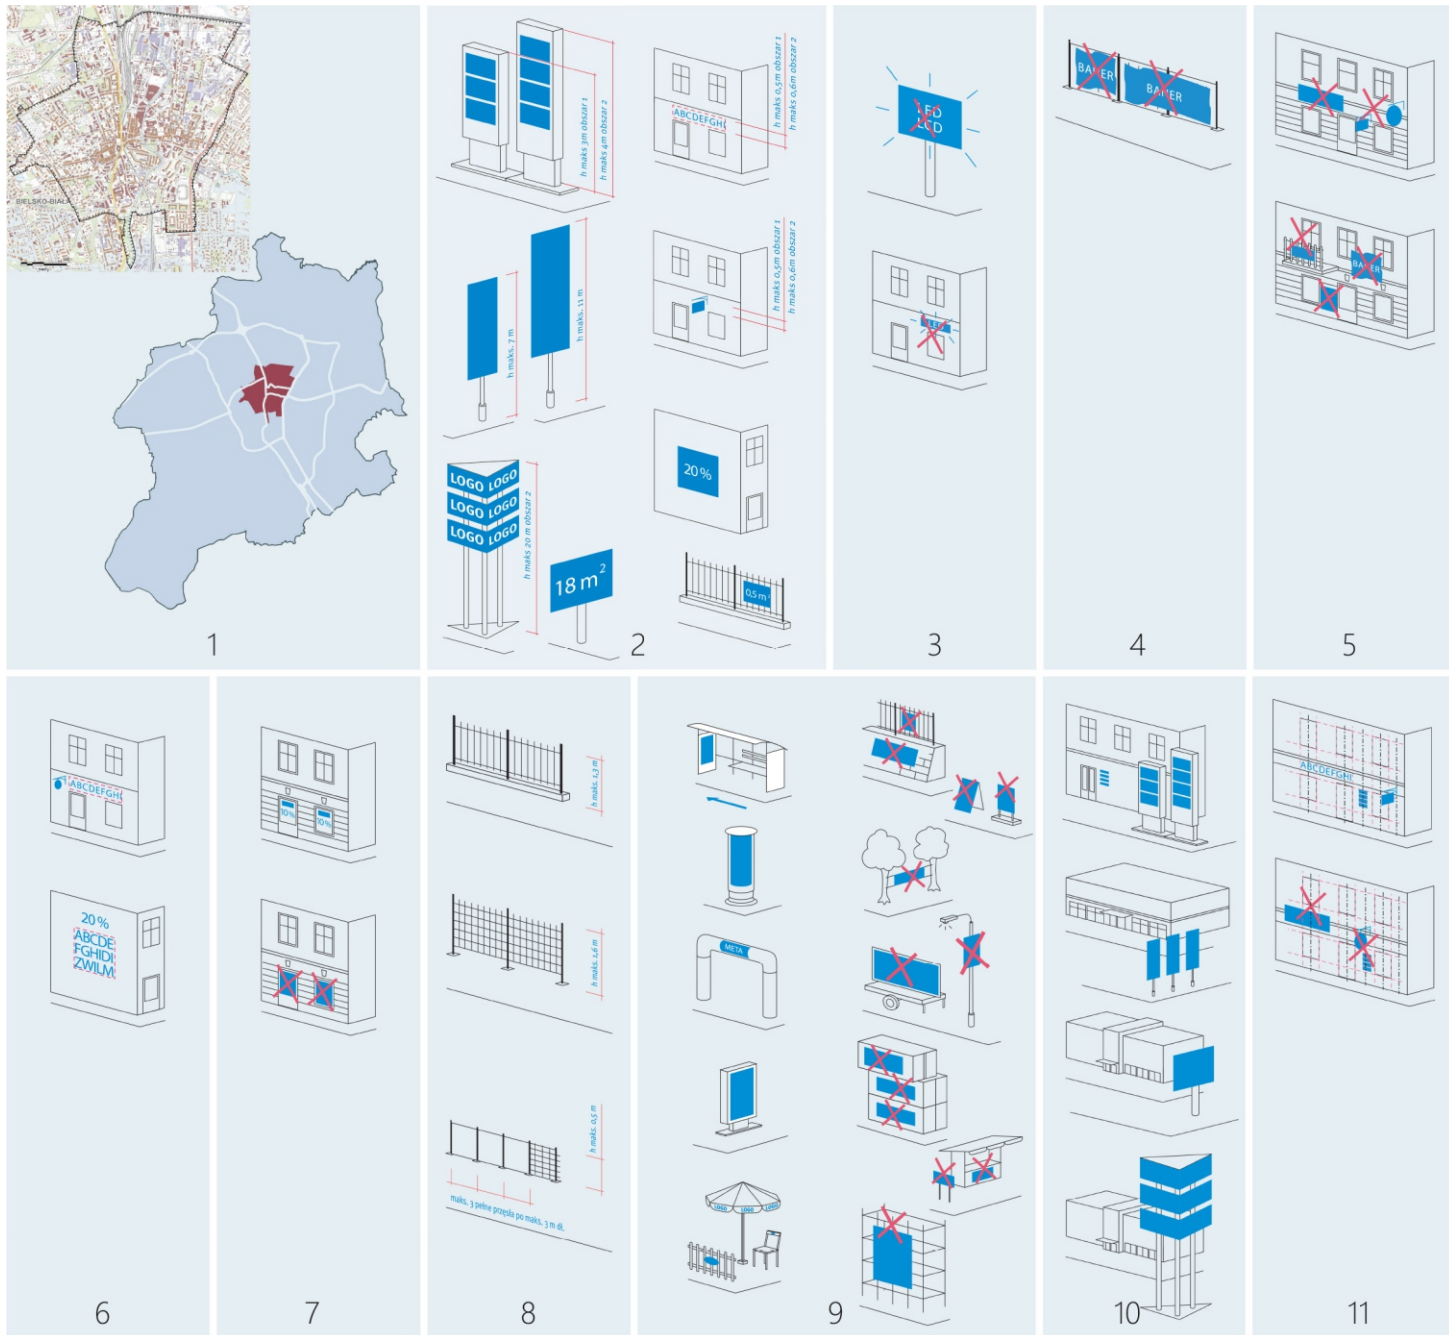 BIELSKO-BIAŁA
1
h maks 3m obszar 1
h maks 4m obszar 2
ABCDEFGHI
h maks 0,5m obszar 1
h maks 0,6m obszar 2
h maks. 7 m
h maks. 11 m
h maks 0,5m obszar 1
h maks 0,6m obszar 2
20 %
LOGO LOGO
LOGO LOGO
LOGO LOGO
h maks 20 m obszar 2
18 m²
0,5 m²
2
LED
LCD
LED
3
BANER
BANER
4
BANER
5
ABCDEFGHI
20 %
ABCDE
FGHIDI
ZWILM
6
10%
10%
7
h maks. 1,3 m
h maks. 1,6 m
h maks. 0,5 m
maks. 3 pełne przęsła po maks. 3 m dł.
8
META
LOGO
LOGO
LOGO
9
10
ABCDEFGHI
11